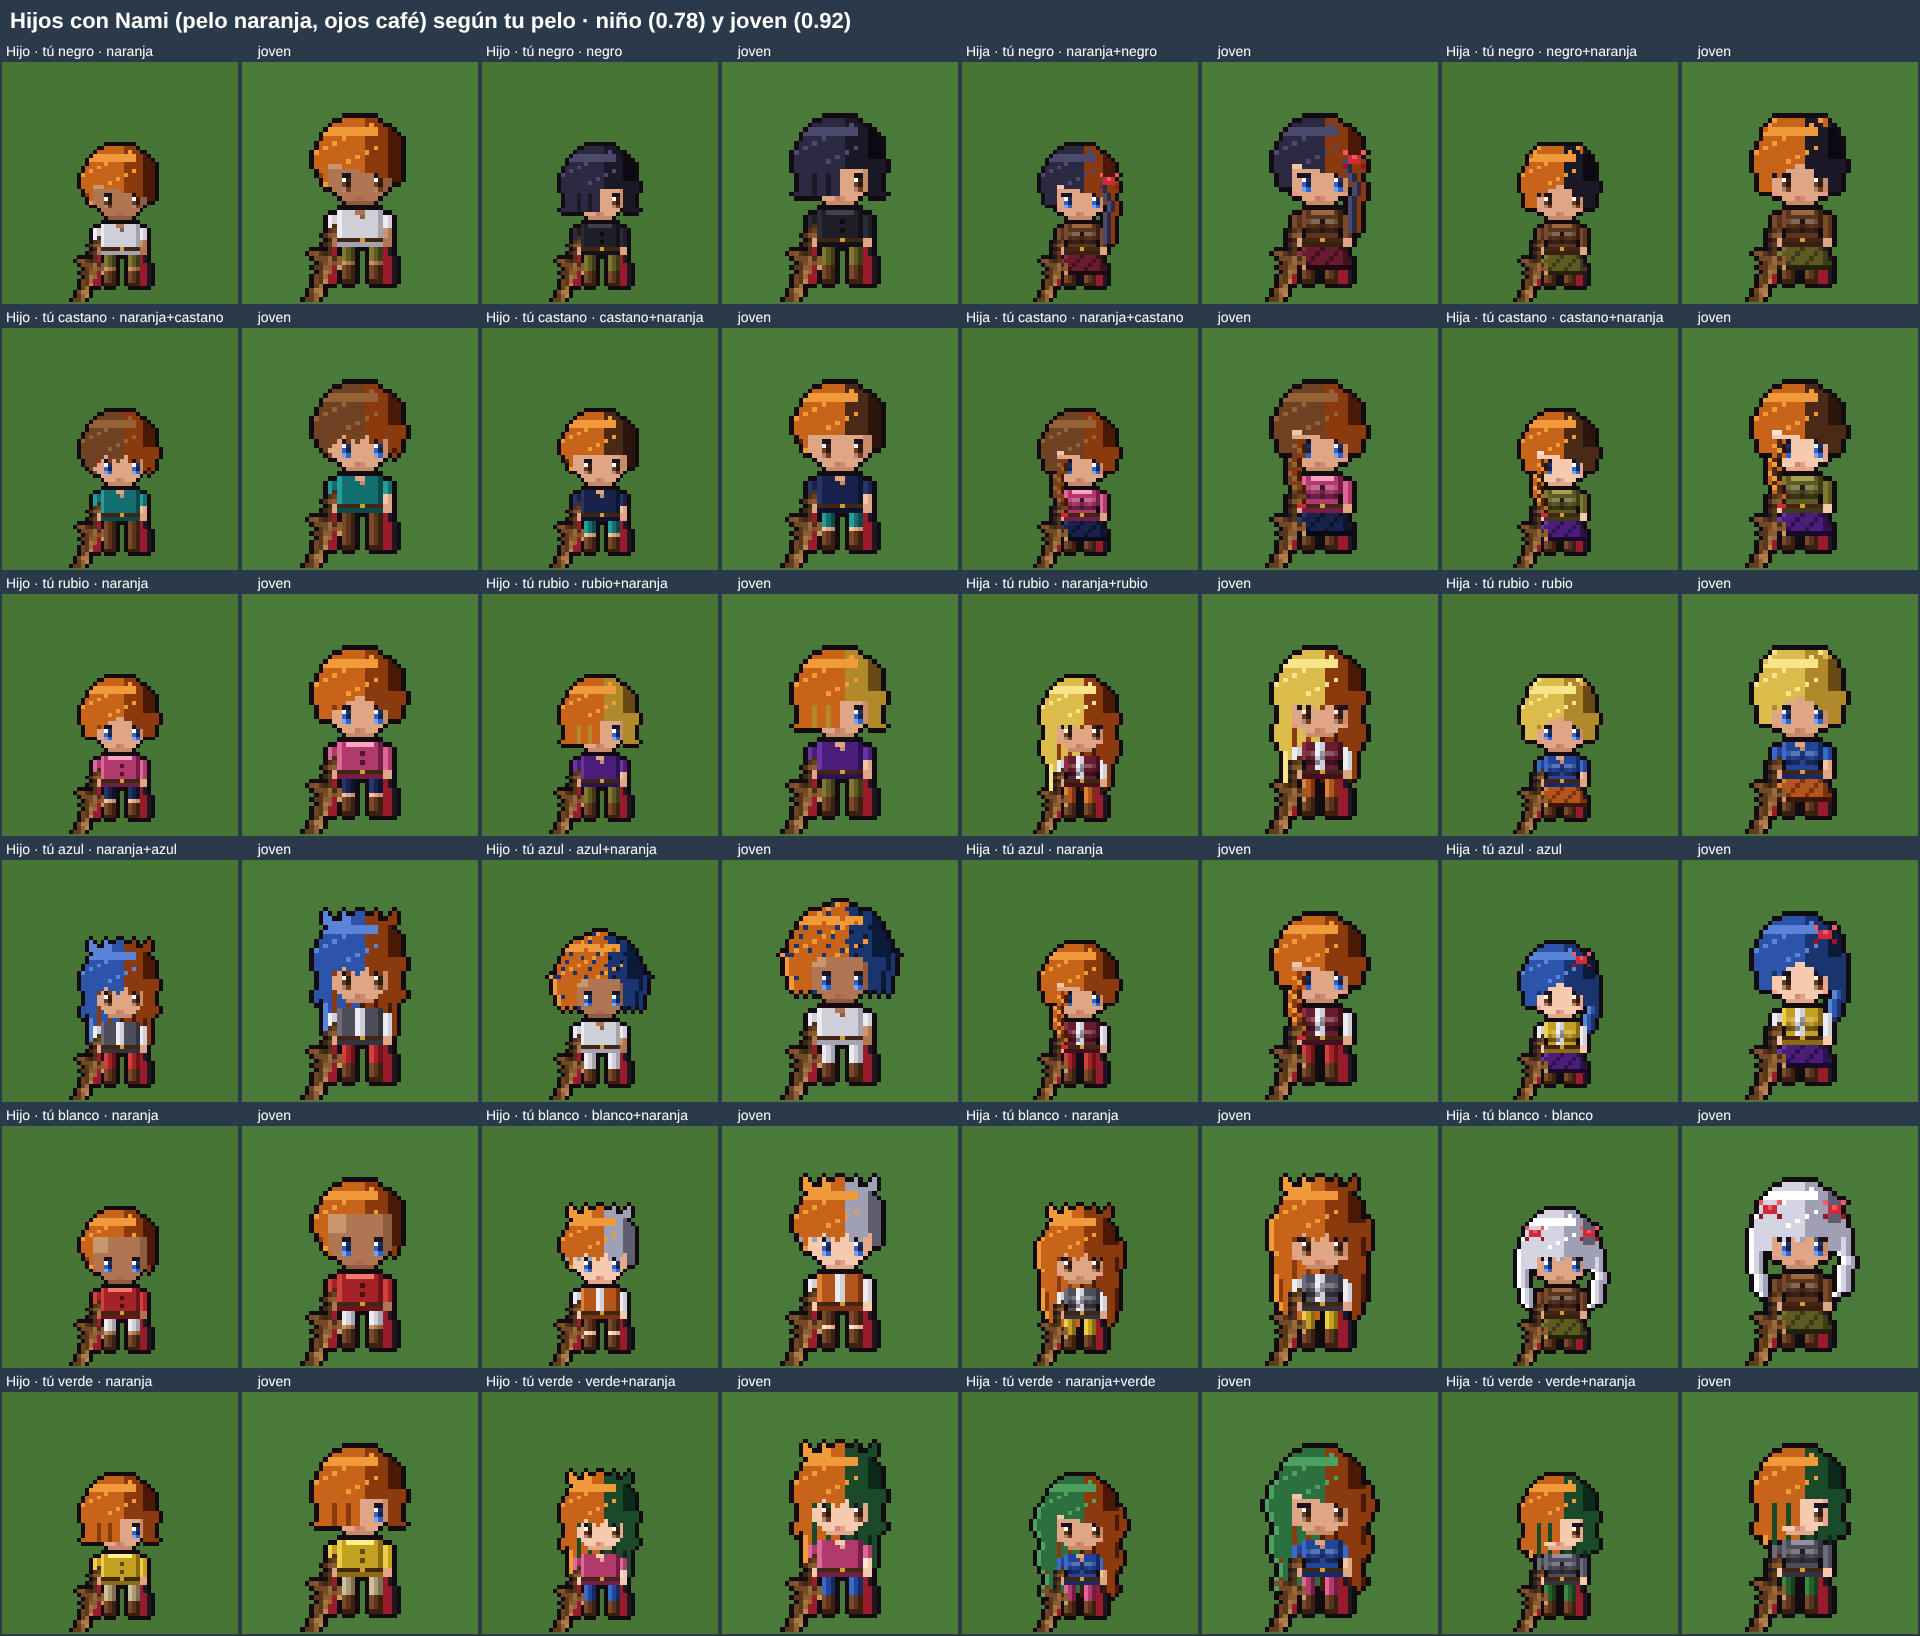 Hijos con Nami (pelo naranja, ojos café) según tu pelo · niño (0.78) y joven (0.92)
Hijo · tú negro · naranja joven Hijo · tú negro · negro joven Hija · tú negro · naranja+negro joven Hija · tú negro · negro+naranja joven
Hijo · tú castano · naranja+castano joven Hijo · tú castano · castano+naranja joven Hija · tú castano · naranja+castano joven Hija · tú castano · castano+naranja joven
Hijo · tú rubio · naranja joven Hijo · tú rubio · rubio+naranja joven Hija · tú rubio · naranja+rubio joven Hija · tú rubio · rubio joven
Hijo · tú azul · naranja+azul joven Hijo · tú azul · azul+naranja joven Hija · tú azul · naranja joven Hija · tú azul · azul joven
Hijo · tú blanco · naranja joven Hijo · tú blanco · blanco+naranja joven Hija · tú blanco · naranja joven Hija · tú blanco · blanco joven
Hijo · tú verde · naranja joven Hijo · tú verde · verde+naranja joven Hija · tú verde · naranja+verde joven Hija · tú verde · verde+naranja joven